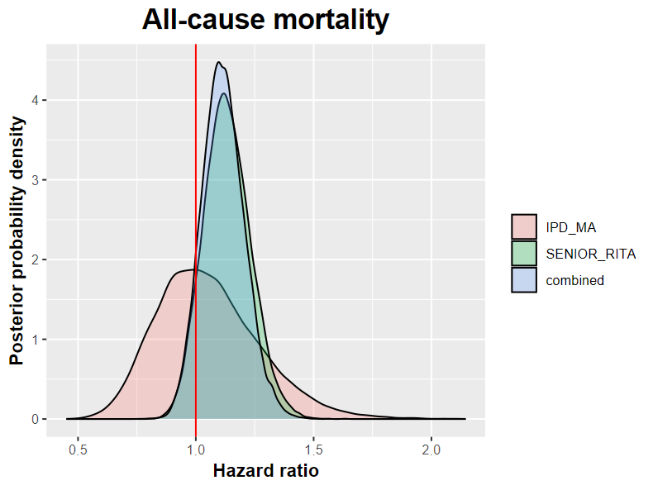 All-cause mortality
Posterior probability density
4
3
2
1
0
0.5 1.0 1.5 2.0
Hazard ratio
IPD_MA
SENIOR_RITA
combined